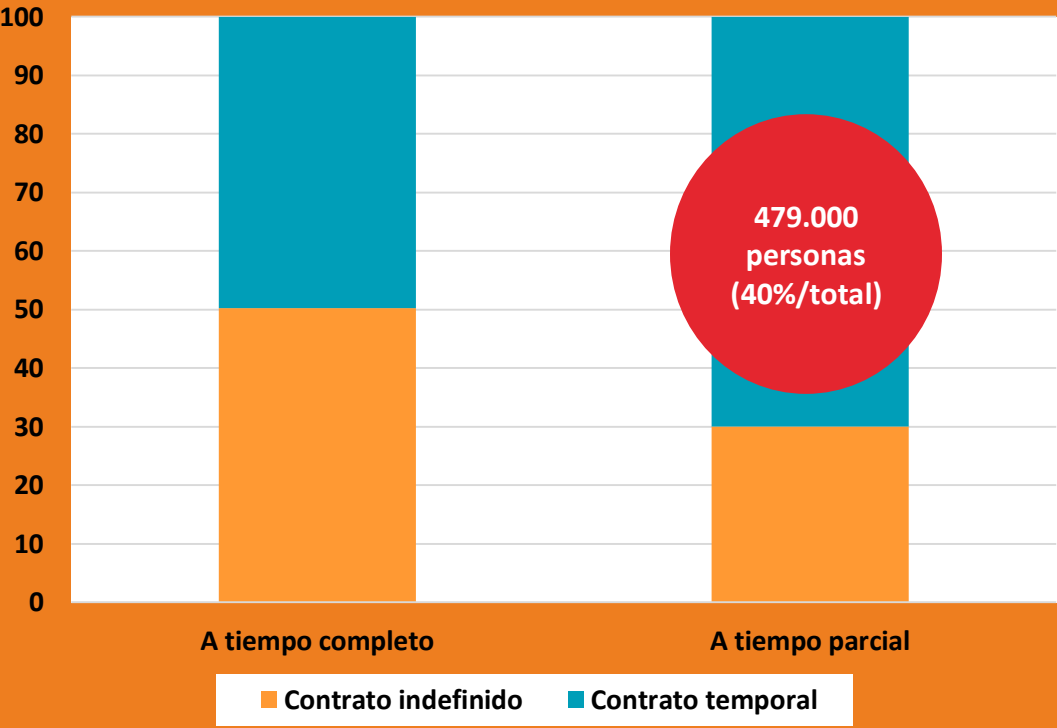 100
90
80
70
60
50
40
30
20
10
0
479.000
personas
(40%/total)
A tiempo completo
A tiempo parcial
Contrato indefinido
Contrato temporal